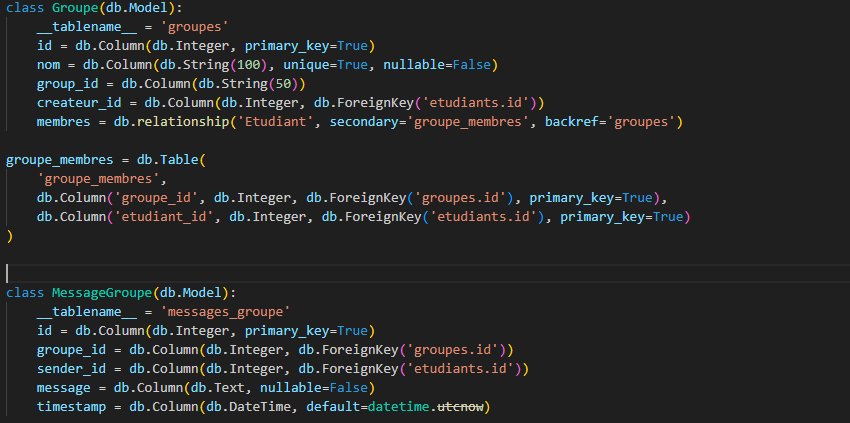 class Groupe(db.Model):
    __tablename__ = 'groupes'
    id = db.Column(db.Integer, primary_key=True)
    nom = db.Column(db.String(100), unique=True, nullable=False)
    group_id = db.Column(db.String(50))
    createur_id = db.Column(db.Integer, db.ForeignKey('etudiants.id'))
    membres = db.relationship('Etudiant', secondary='groupe_membres', backref='groupes')

groupe_membres = db.Table(
    'groupe_membres',
    db.Column('groupe_id', db.Integer, db.ForeignKey('groupes.id'), primary_key=True),
    db.Column('etudiant_id', db.Integer, db.ForeignKey('etudiants.id'), primary_key=True)
)

class MessageGroupe(db.Model):
    __tablename__ = 'messages_groupe'
    id = db.Column(db.Integer, primary_key=True)
    groupe_id = db.Column(db.Integer, db.ForeignKey('groupes.id'))
    sender_id = db.Column(db.Integer, db.ForeignKey('etudiants.id'))
    message = db.Column(db.Text, nullable=False)
    timestamp = db.Column(db.DateTime, default=datetime.utcnow)